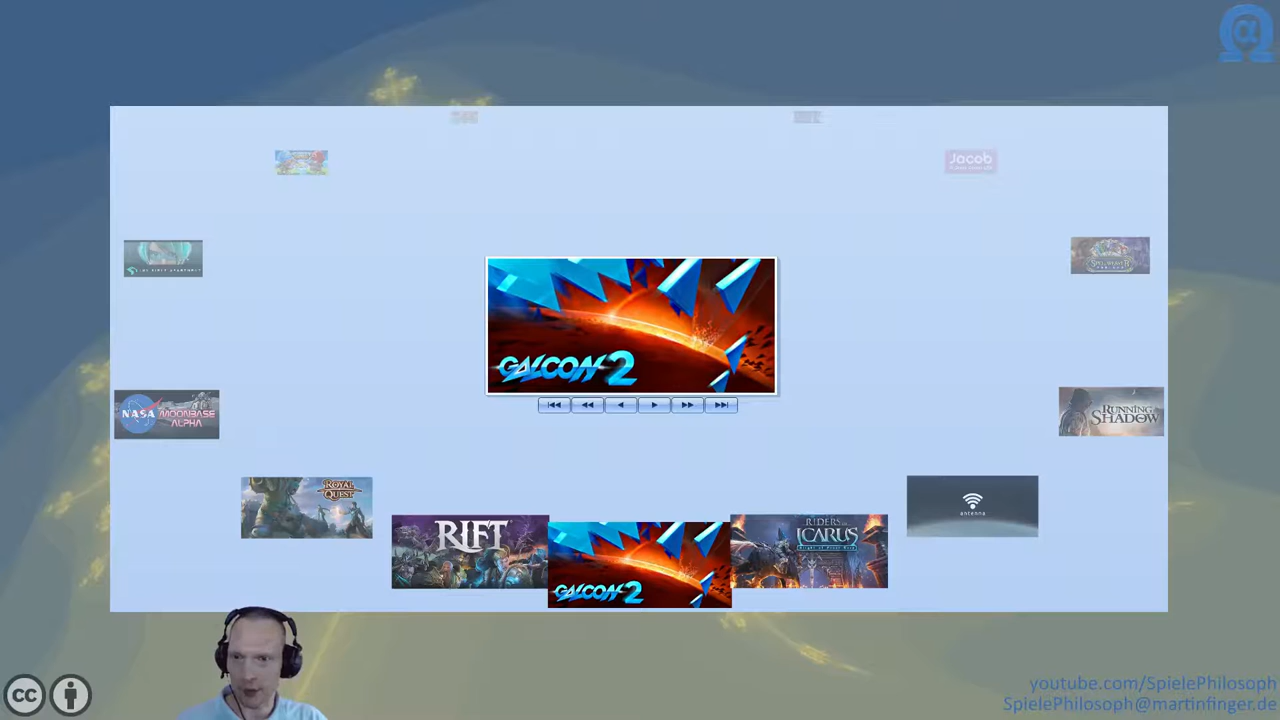 Jacob
GALCON 2
NASA MOONBASE
ALPHA
RUNNING
SHADOW
ROYAL
QUEST
RIFT
GALCON 2
RIDERS OF
ICARUS
antenna
cc
youtube.com/SpielePhilosoph
SpielePhilosoph@martinfinger.de